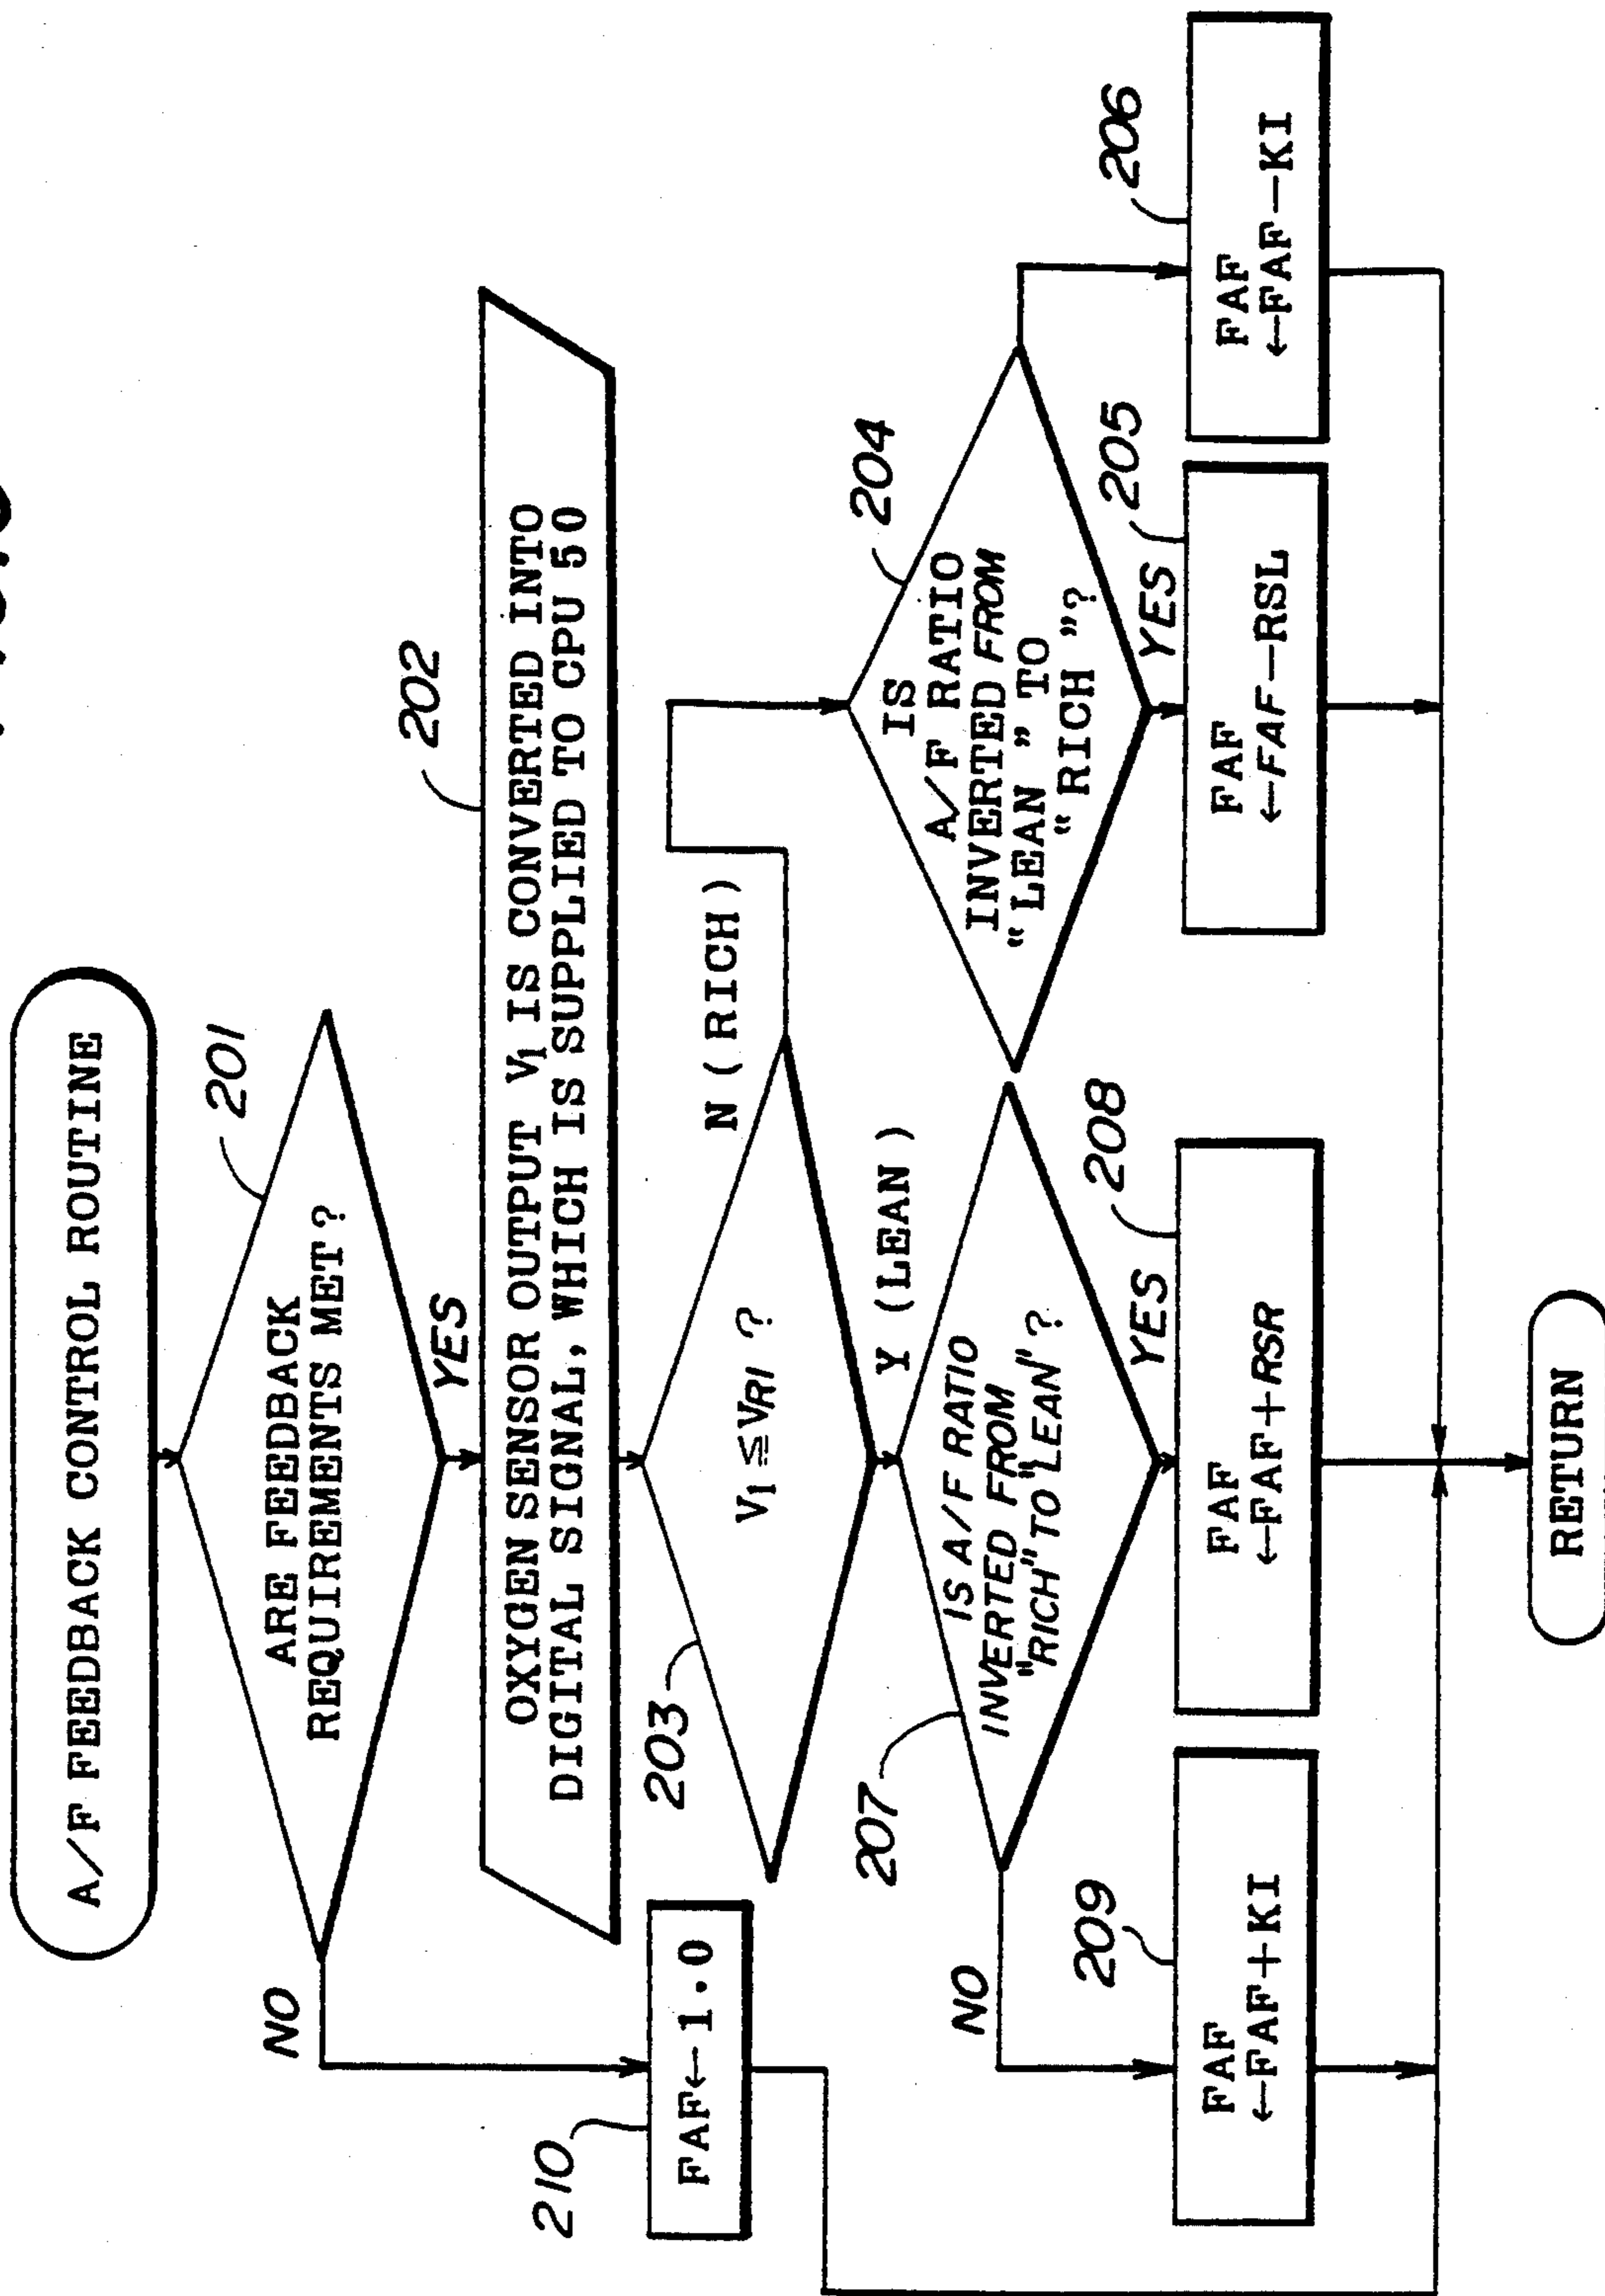 A/F FEEDBACK CONTROL ROUTINE
201
ARE FEEDBACK
REQUIREMENTS MET ?
NO
YES
202
OXYGEN SENSOR OUTPUT V1 IS CONVERTED INTO
DIGITAL SIGNAL, WHICH IS SUPPLIED TO CPU 50
210
FAF←1.0
203
V1 ≦ VR1 ?
N (RICH)
Y (LEAN)
204
IS
A/F RATIO
INVERTED FROM
“ LEAN ” TO
“ RICH ”?
YES
207
IS A/F RATIO
INVERTED FROM
"RICH" TO "LEAN" ?
NO
YES
209
FAF
←FAF+KI
208
FAF
←FAF+RSR
205
FAF
←FAF−RSL
206
FAF
←FAF−KI
RETURN